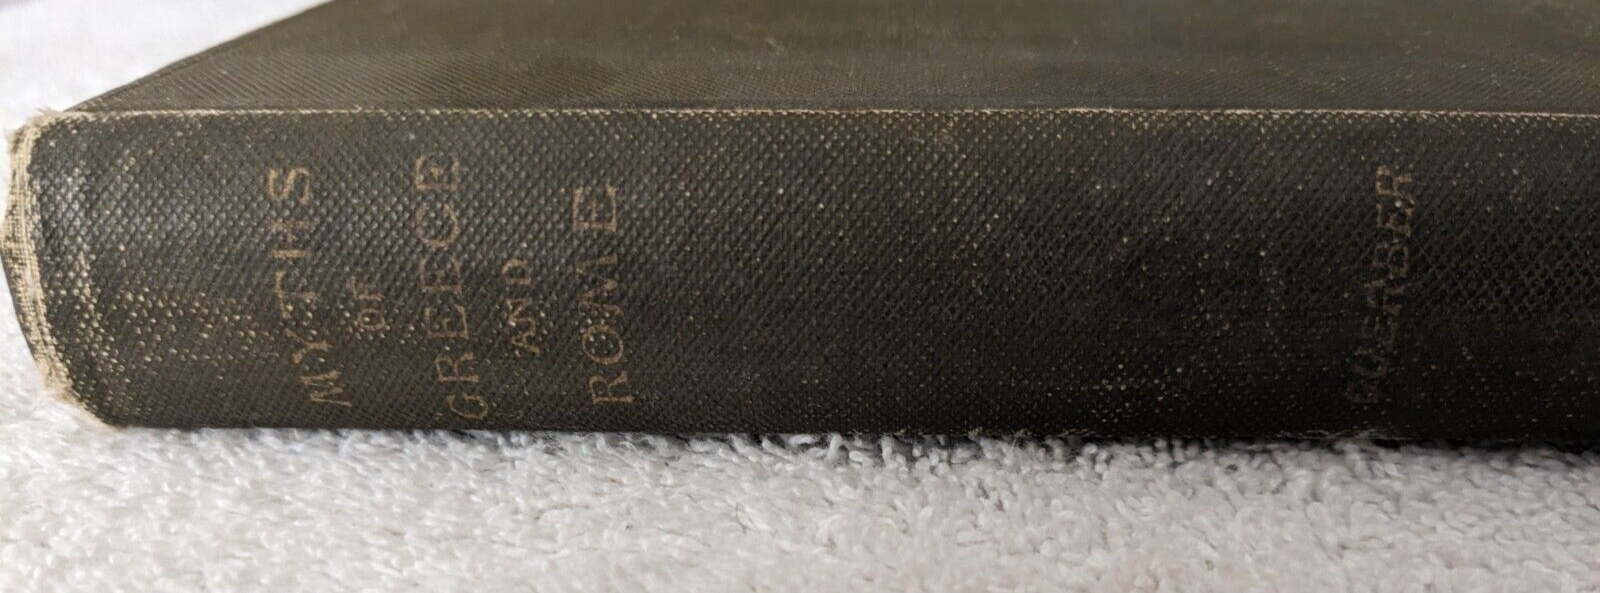 MYTHS
OF
GREECE
AND
ROME
GUERBER